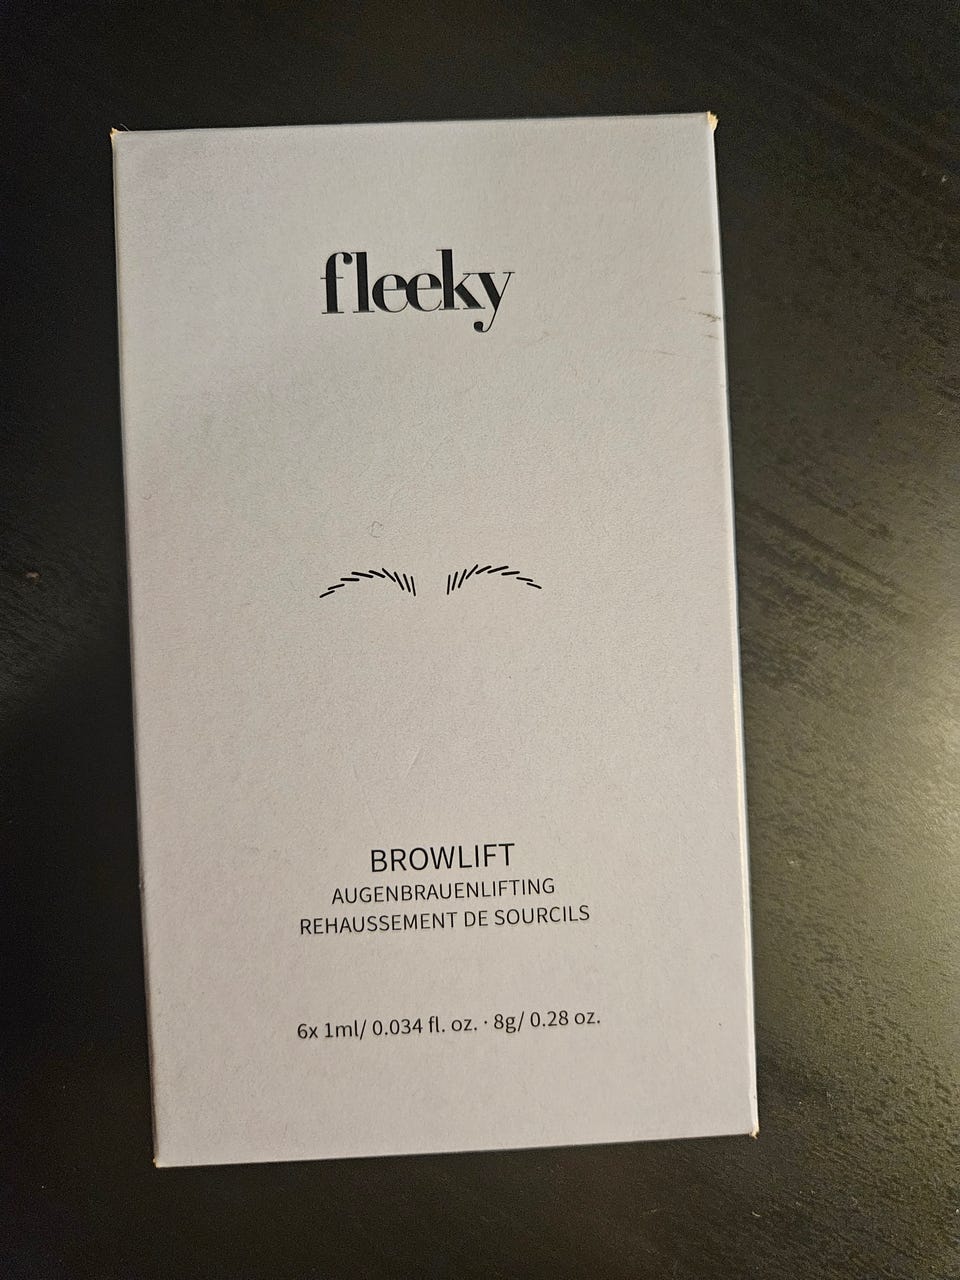 fleeky
BROWLIFT
AUGENBRAUENLIFTING
REHAUSSEMENT DE SOURCILS
6x 1ml/ 0.034 fl. oz. · 8g/ 0.28 oz.